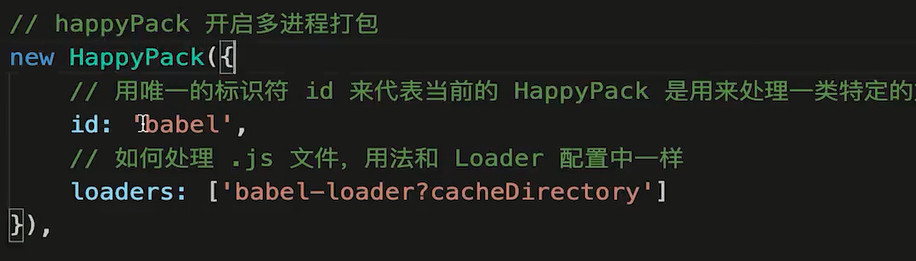 // happyPack 开启多进程打包
new HappyPack({
// 用唯一的标识符 id 来代表当前的 HappyPack 是用来处理一类特定的
id: 'babel',
// 如何处理 .js 文件，用法和 Loader 配置中一样
loaders: ['babel-loader?cacheDirectory']
}),